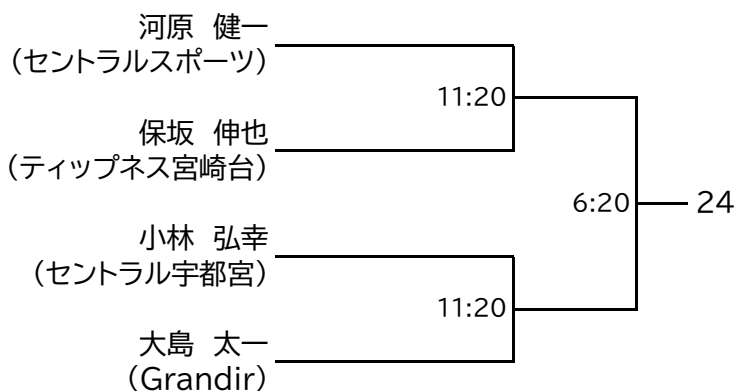 河原 健一
（セントラルスポーツ）
11:20
保坂 伸也
（ティップネス宮崎台）
6:20
24
小林 弘幸
（セントラル宇都宮）
11:20
大島 太一
（Grandir）